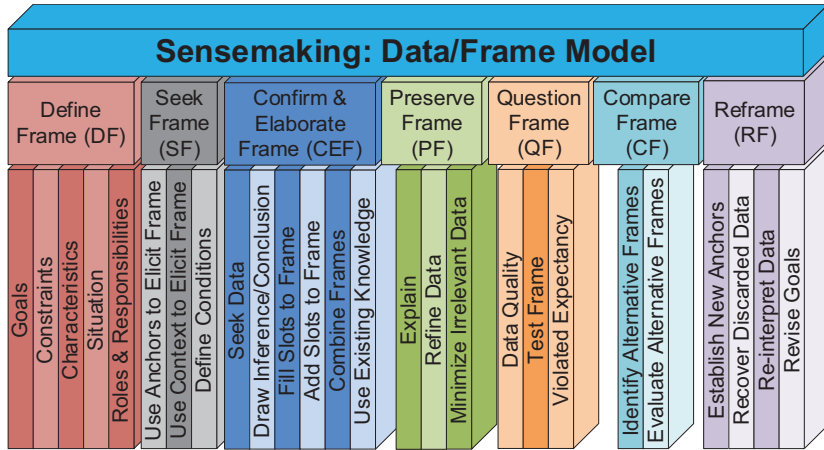 Sensemaking: Data/Frame Model
Define
Frame (DF)
Seek
Frame
(SF)
Confirm &
Elaborate
Frame (CEF)
Preserve
Frame
(PF)
Question
Frame
(QF)
Compare
Frame
(CF)
Reframe
(RF)
Goals
Constraints
Characteristics
Situation
Roles & Responsibilities
Use Anchors to Elicit Frame
Use Context to Elicit Frame
Define Conditions
Seek Data
Draw Inference/Conclusion
Fill Slots to Frame
Add Slots to Frame
Combine Frames
Use Existing Knowledge
Explain
Refine Data
Minimize Irrelevant Data
Data Quality
Test Frame
Violated Expectancy
Identify Alternative Frames
Evaluate Alternative Frames
Establish New Anchors
Recover Discarded Data
Re-interpret Data
Revise Goals